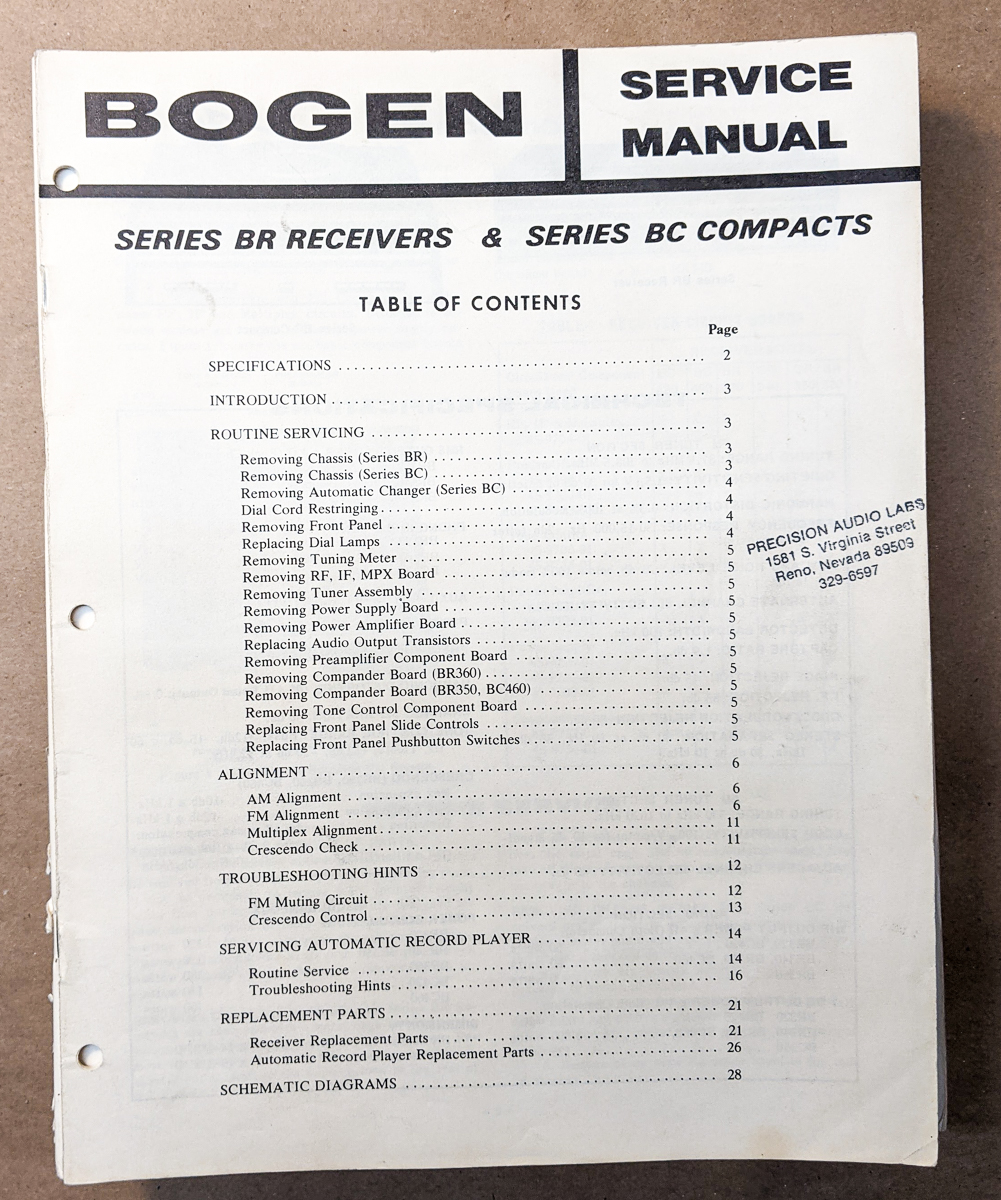 BOGEN
SERVICE
MANUAL
SERIES BR RECEIVERS & SERIES BC COMPACTS
TABLE OF CONTENTS
Page
SPECIFICATIONS 2
INTRODUCTION 3
ROUTINE SERVICING 3
Removing Chassis (Series BR) 3
Removing Chassis (Series BC) 3
Removing Automatic Changer (Series BC) 4
Dial Cord Restringing 4
Removing Front Panel 4
Replacing Dial Lamps 4
Removing Tuning Meter 5
Removing RF, IF, MPX Board 5
Removing Tuner Assembly 5
Removing Power Supply Board 5
Removing Power Amplifier Board 5
Replacing Audio Output Transistors 5
Removing Preamplifier Component Board 5
Removing Compander Board (BR360) 5
Removing Compander Board (BR350, BC460) 5
Removing Tone Control Component Board 5
Replacing Front Panel Slide Controls 5
Replacing Front Panel Pushbutton Switches 5
ALIGNMENT 6
AM Alignment 6
FM Alignment 6
Multiplex Alignment 11
Crescendo Check 11
TROUBLESHOOTING HINTS 12
FM Muting Circuit 12
Crescendo Control 13
SERVICING AUTOMATIC RECORD PLAYER 14
Routine Service 14
Troubleshooting Hints 16
REPLACEMENT PARTS 21
Receiver Replacement Parts 21
Automatic Record Player Replacement Parts 26
SCHEMATIC DIAGRAMS 28
PRECISION AUDIO LABS
1581 S. Virginia Street
Reno, Nevada 89509
329-6597